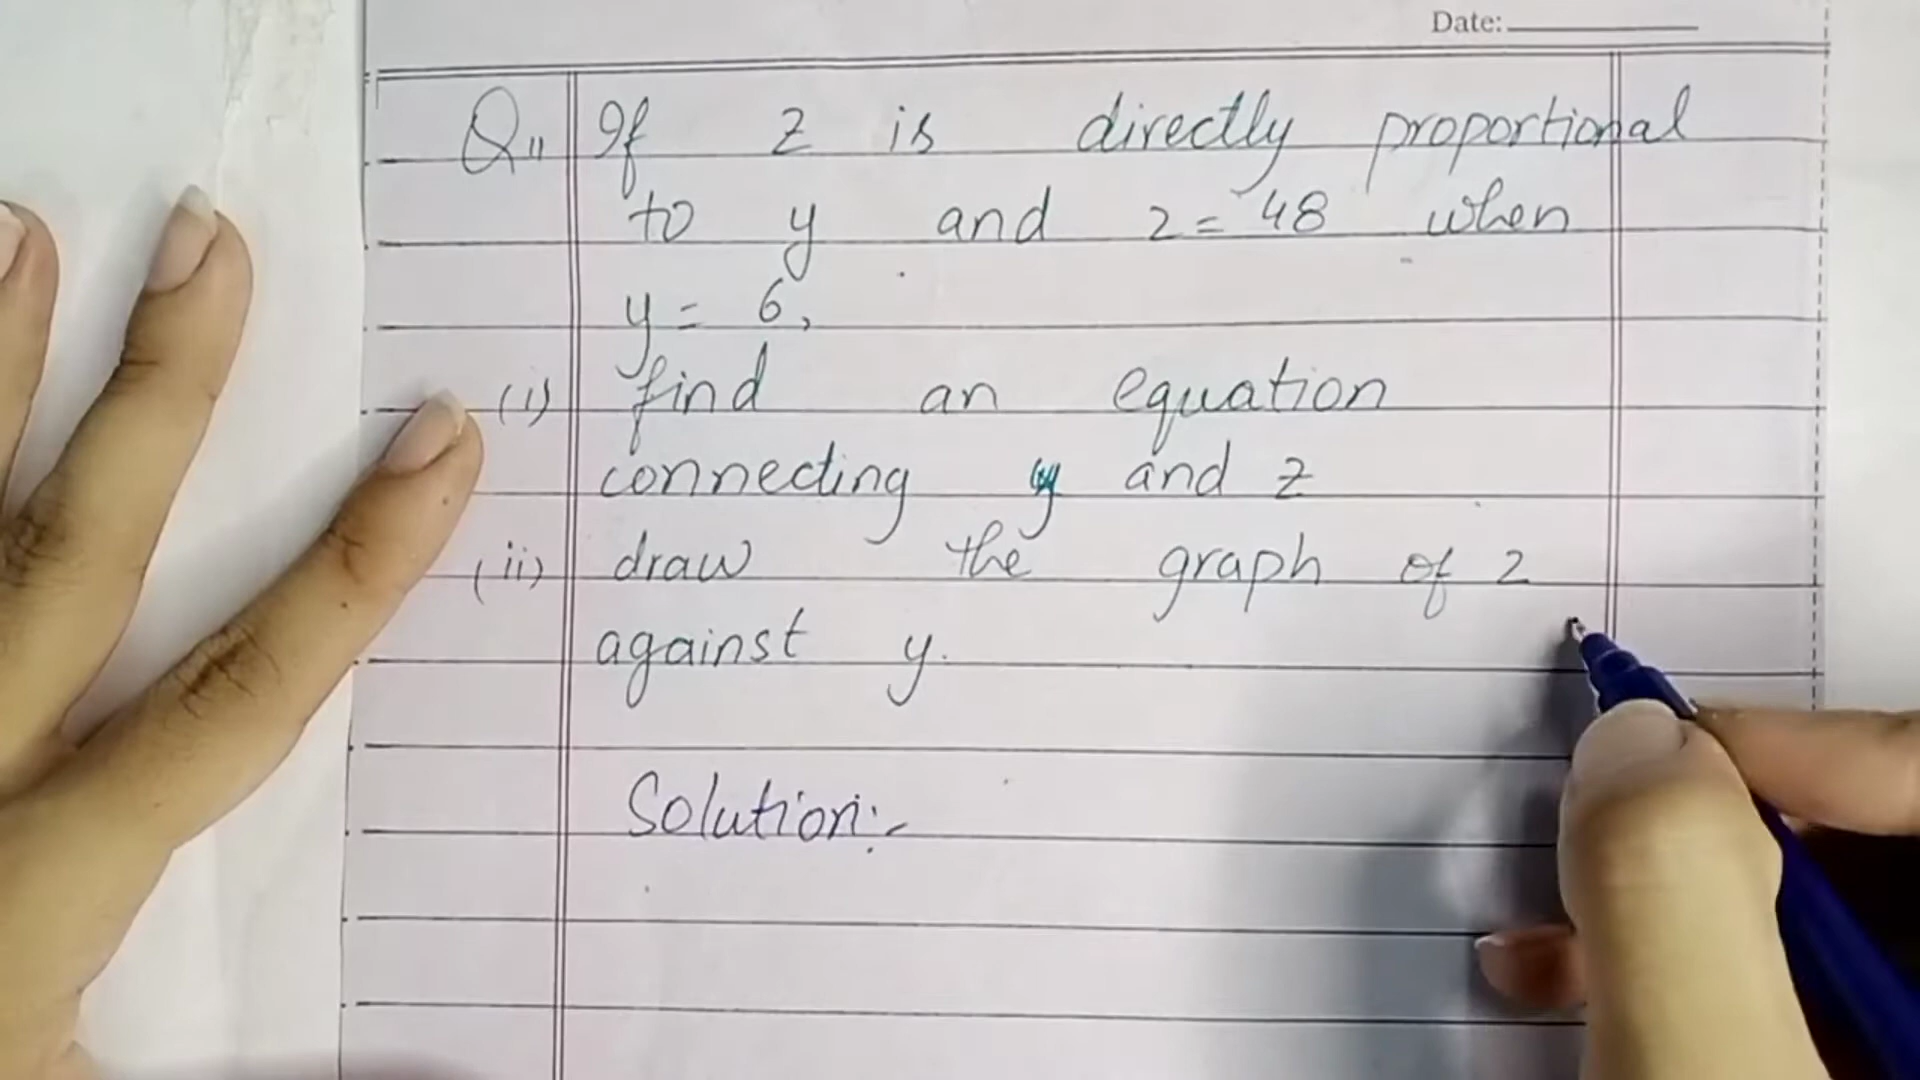 Date:
Q11 If z is directly proportional
to y and z = 48 when
y = 6,
(i) find an equation
connecting y and z
(ii) draw the graph of z
against y.
Solution:-